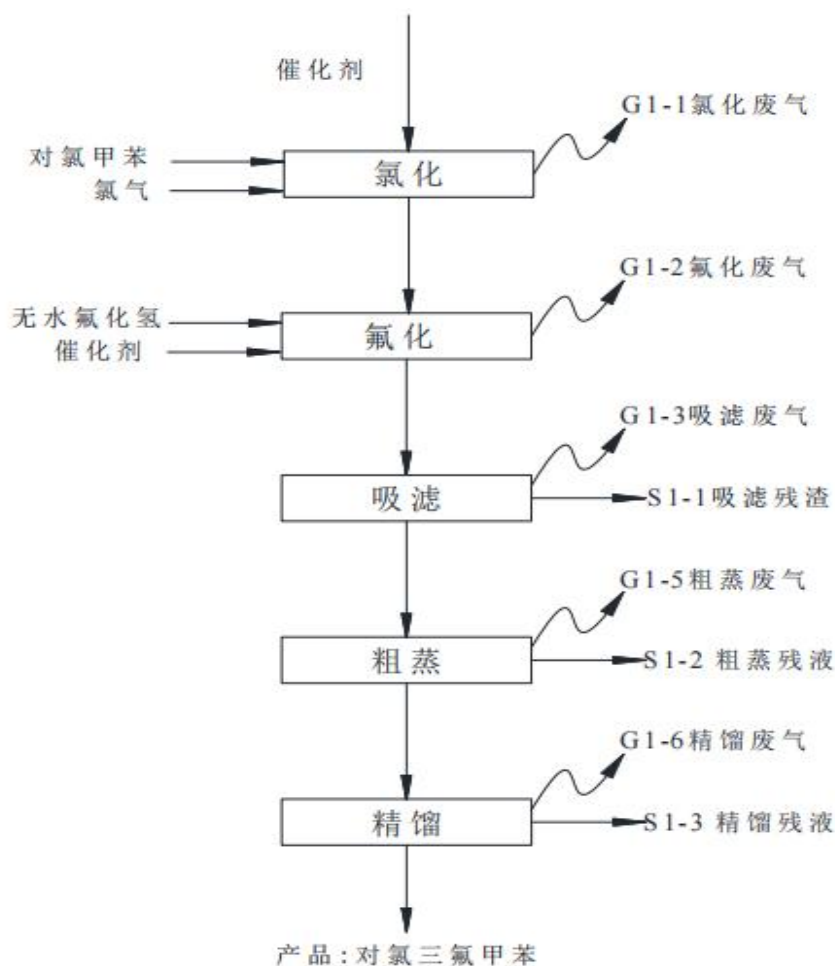 催化剂
G1-1氯化废气
对氯甲苯
氯气
氯化
G1-2氟化废气
无水氟化氢
催化剂
氟化
G1-3吸滤废气
吸滤
S1-1吸滤残渣
G1-5粗蒸废气
粗蒸
S1-2 粗蒸残液
G1-6精馏废气
精馏
S1-3 精馏残液
产品:对氯三氟甲苯